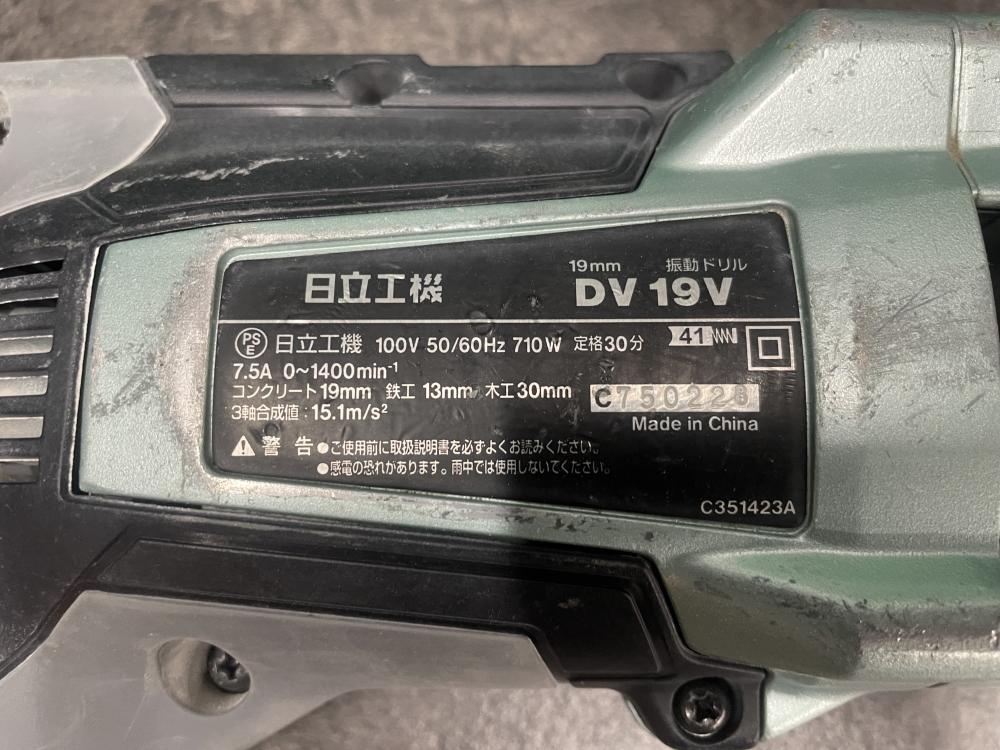 19mm 振動ドリル
日立工機 DV 19V
PSE 日立工機 100V 50/60Hz 710W 定格30分 41
7.5A 0~1400min⁻¹
コンクリート19mm 鉄工 13mm 木工30mm C750228
3軸合成値:15.1m/s²
Made in China
⚠ 警告 ●ご使用前に取扱説明書を必ずよくお読みください。
●感電の恐れがあります。雨中では使用しないでください。
C351423A